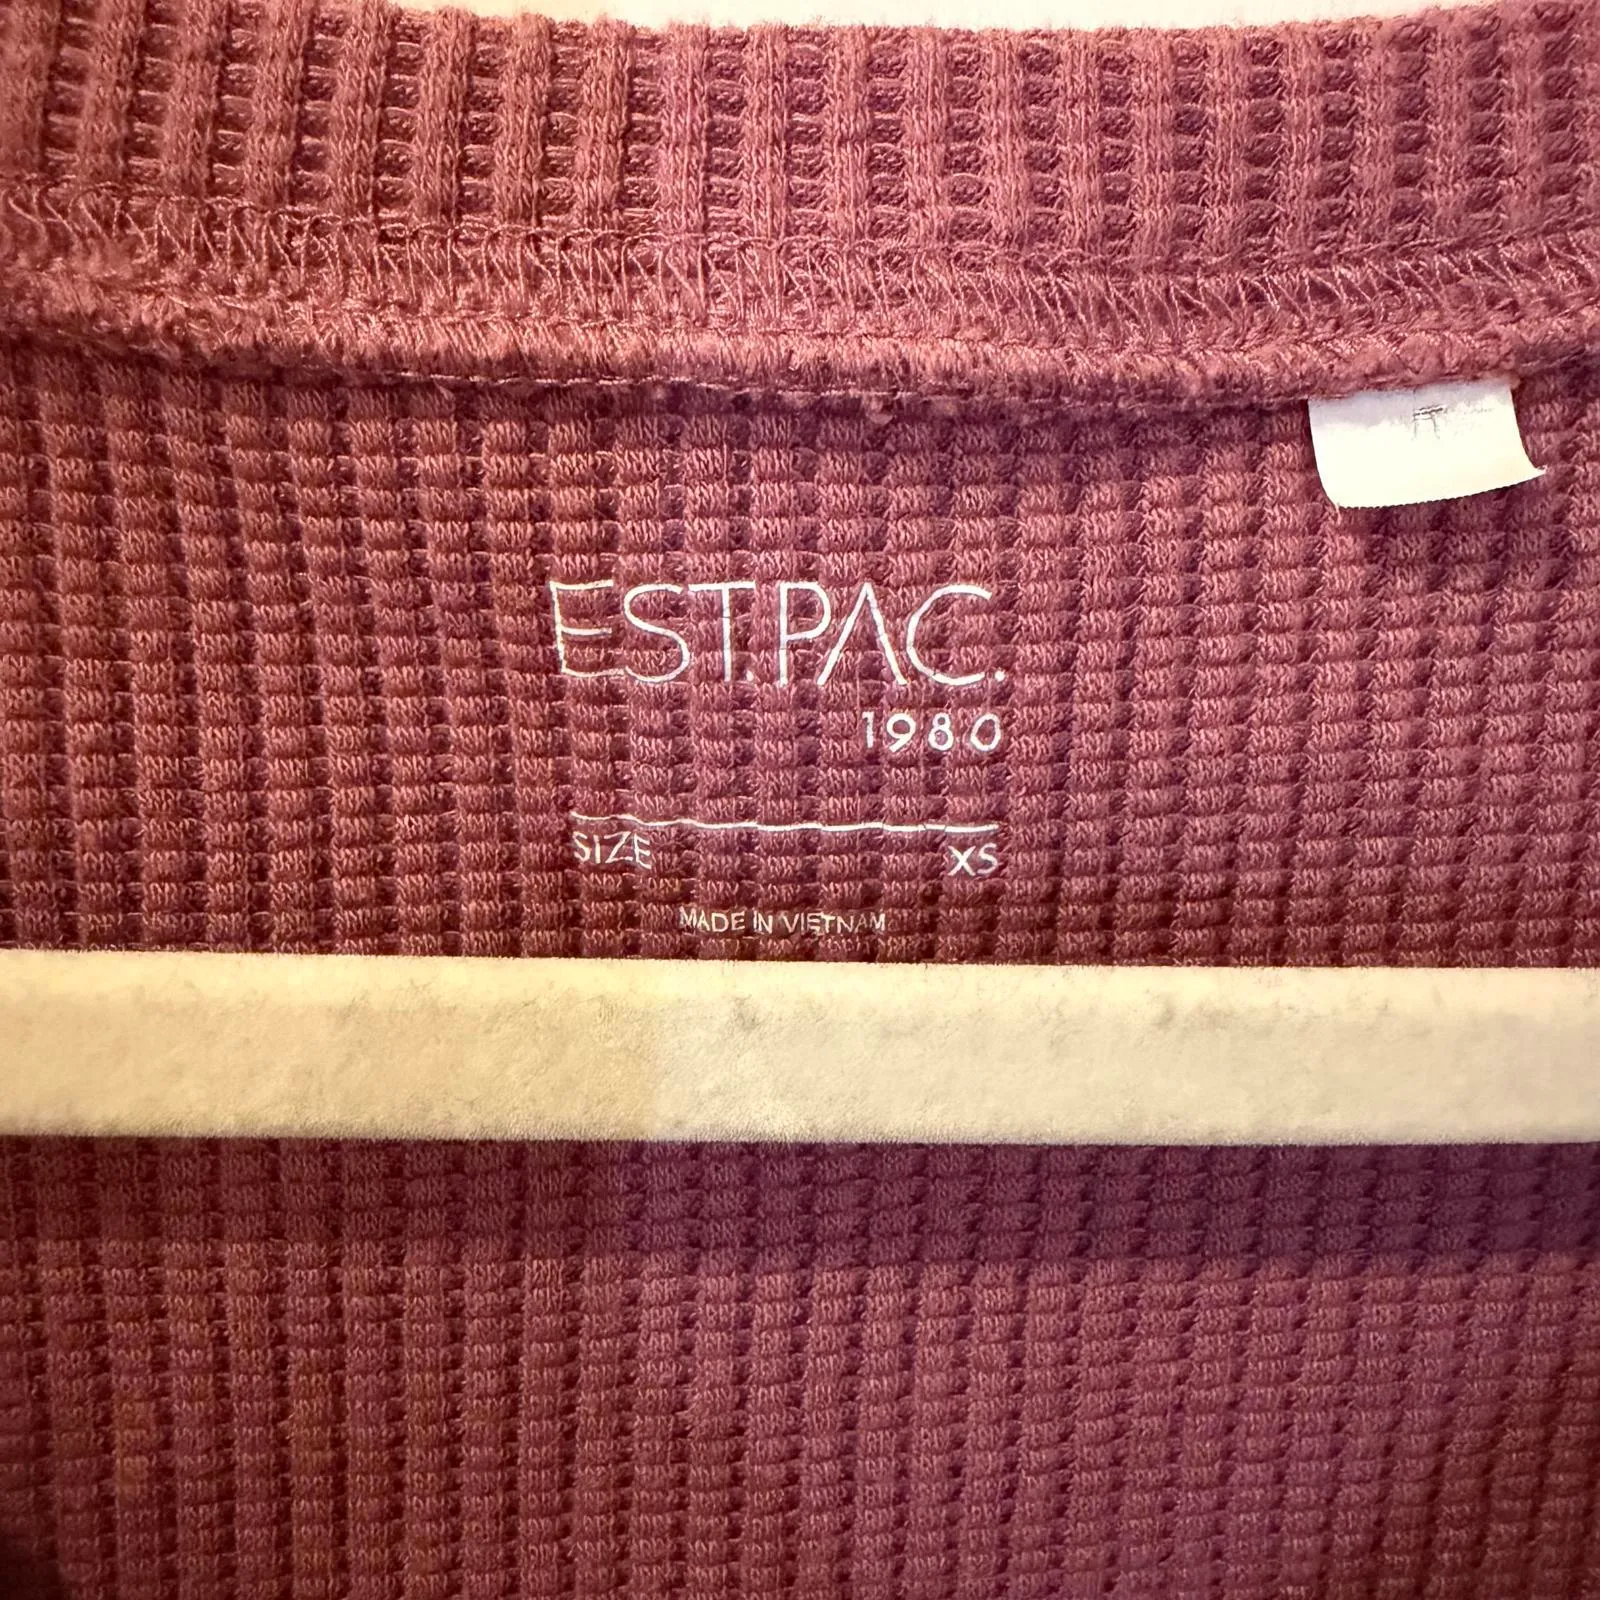 EST.PAC.
1980
SIZE XS
MADE IN VIETNAM